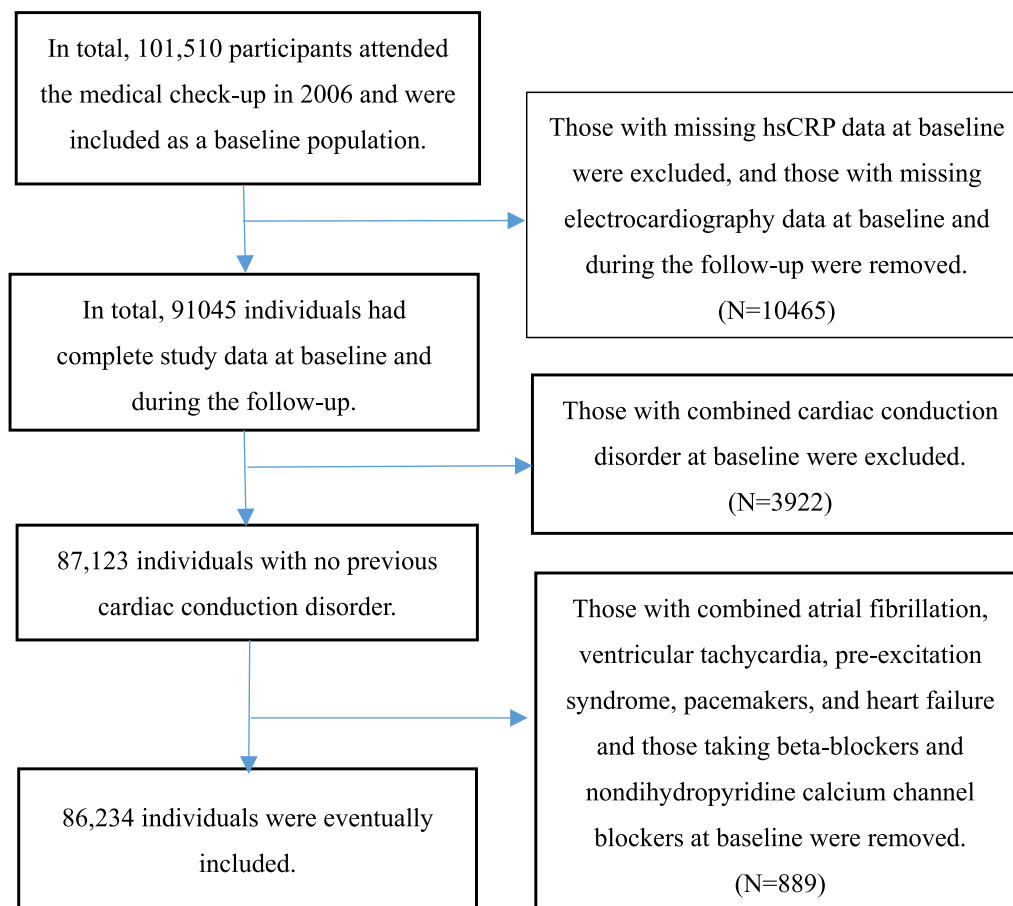 In total, 101,510 participants attended
the medical check-up in 2006 and were
included as a baseline population.
Those with missing hsCRP data at baseline
were excluded, and those with missing
electrocardiography data at baseline and
during the follow-up were removed.
(N=10465)
In total, 91045 individuals had
complete study data at baseline and
during the follow-up.
Those with combined cardiac conduction
disorder at baseline were excluded.
(N=3922)
87,123 individuals with no previous
cardiac conduction disorder.
Those with combined atrial fibrillation,
ventricular tachycardia, pre-excitation
syndrome, pacemakers, and heart failure
and those taking beta-blockers and
nondihydropyridine calcium channel
blockers at baseline were removed.
(N=889)
86,234 individuals were eventually
included.